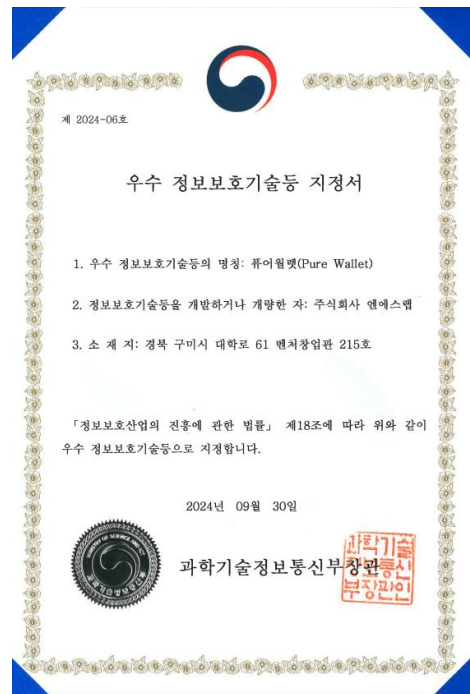 제 2024-06호
우수 정보보호기술등 지정서
1. 우수 정보보호기술등의 명칭: 퓨어월렛(Pure Wallet)
2. 정보보호기술등을 개발하거나 개량한 자: 주식회사 엔에스랩
3. 소 재 지: 경북 구미시 대학로 61 벤처창업관 215호
「정보보호산업의 진흥에 관한 법률」 제18조에 따라 위와 같이
우수 정보보호기술등으로 지정합니다.
2024년 09월 30일
MINISTRY OF SCIENCE AND ICT
과학기술정보통신부장관
과학기술
정보통신
부장관인